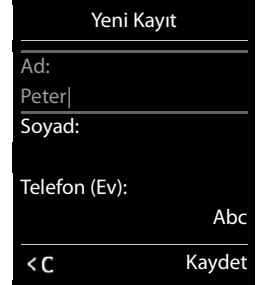 Yeni Kayıt
Ad:
Peter
Soyad:
Telefon (Ev):
Abc
<C Kaydet